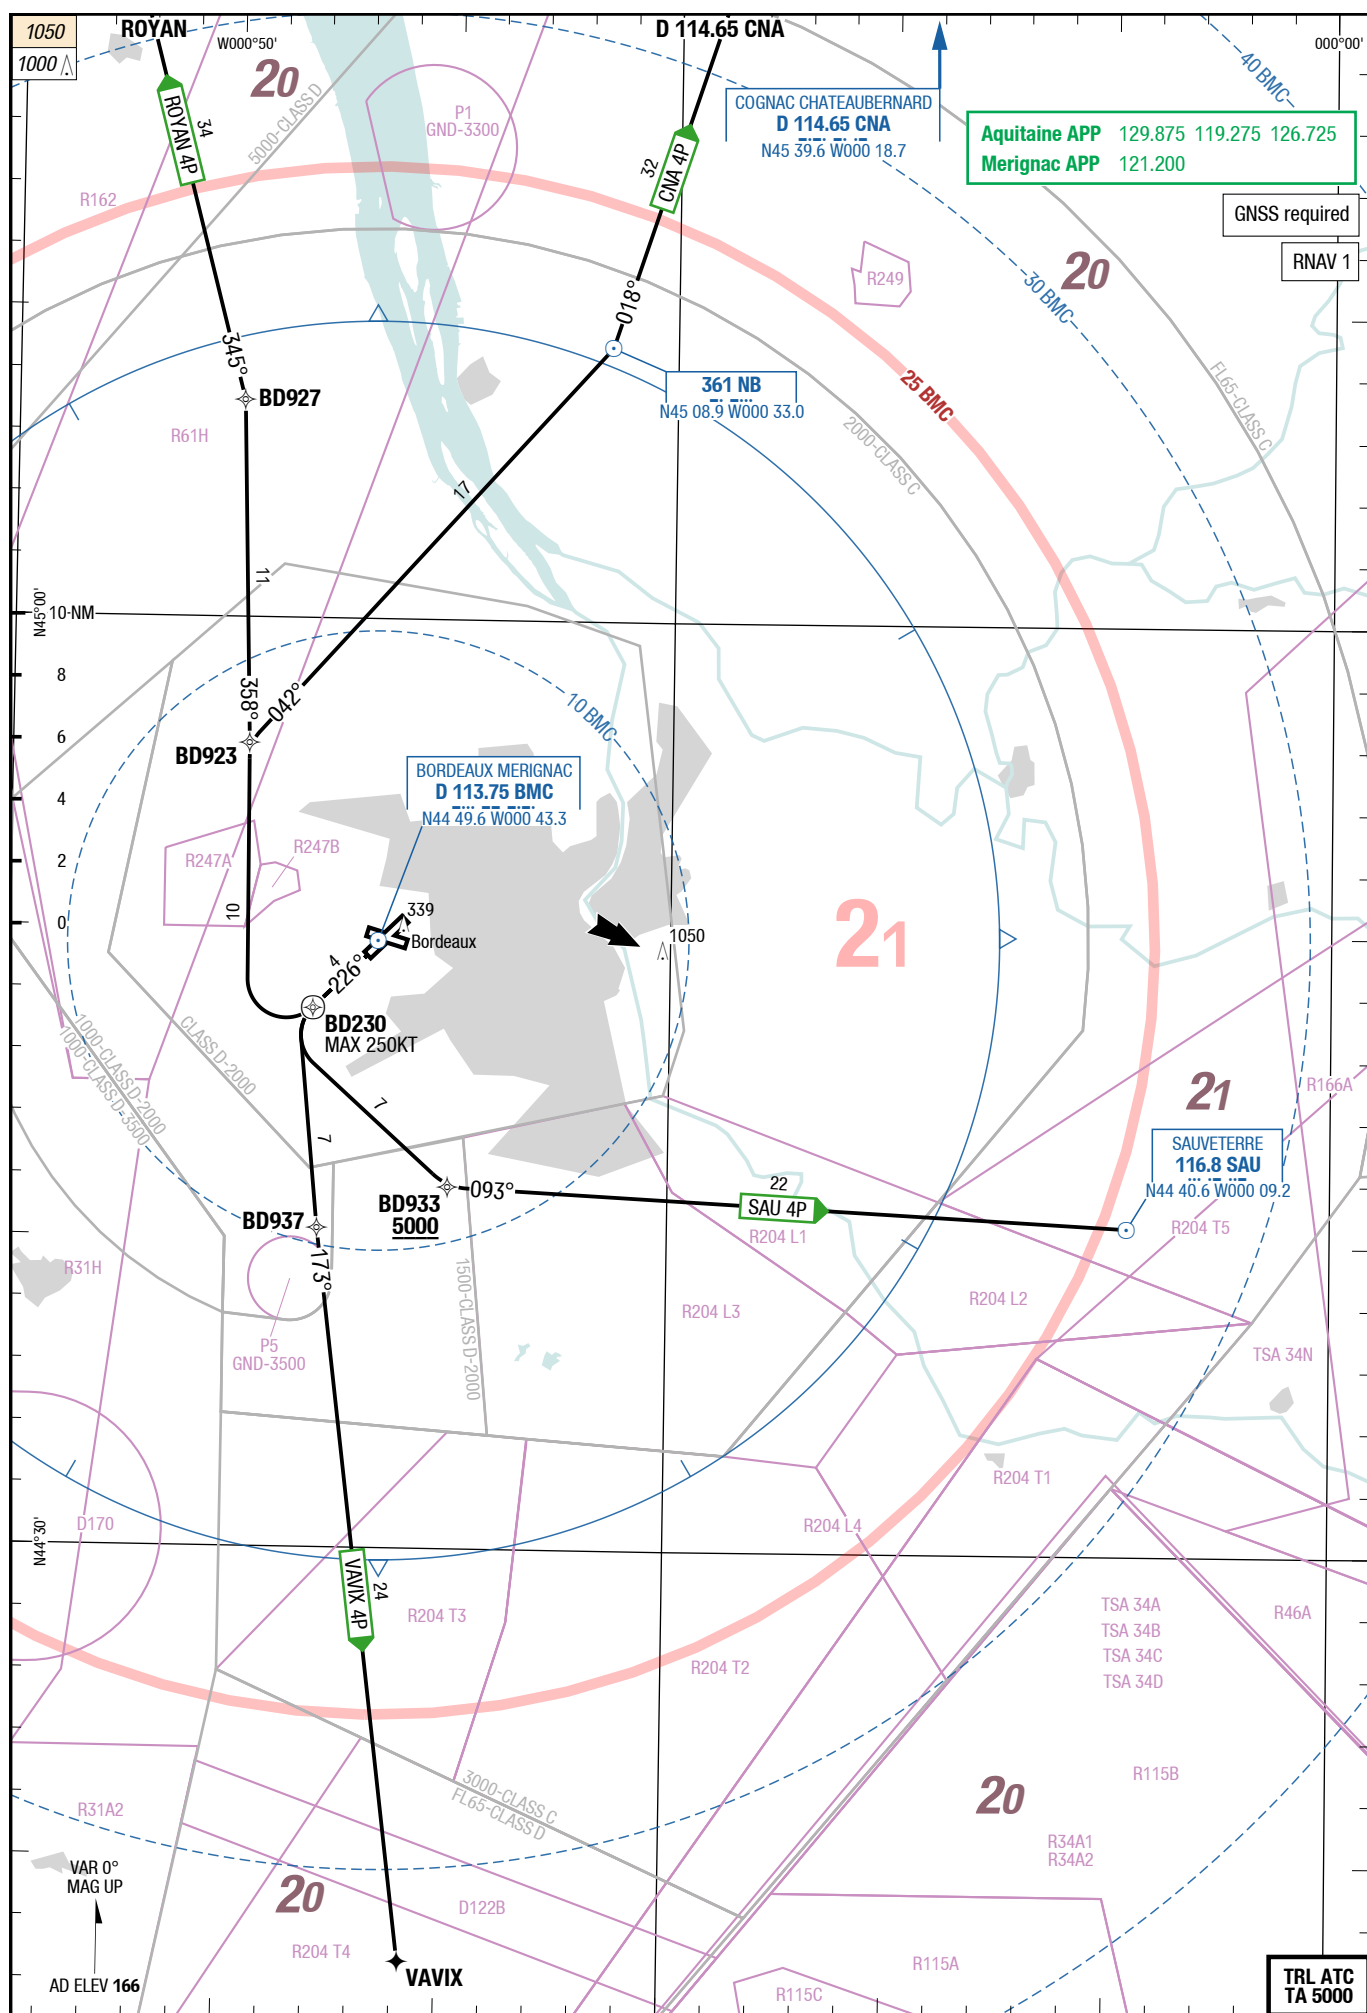 1050
1000
ROYAN
W000°50'
D 114.65 CNA
000°00'
20
5000-CLASS D
P1
GND-3300
COGNAC CHATEAUBERNARD
D 114.65 CNA
N45 39.6 W000 18.7
40 BMC
Aquitaine APP 129.875 119.275 126.725
Merignac APP 121.200
ROYAN 4P
34
CNA 4P
32
R162
GNSS required
RNAV 1
R249
20
30 BMC
018°
345°
BD927
361 NB
N45 08.9 W000 33.0
25 BMC
FL65-CLASS C
2000-CLASS C
R61H
17
11
N45°00'
10 NM
8
6
4
2
0
358°
042°
BD923
10 BMC
BORDEAUX MERIGNAC
D 113.75 BMC
N44 49.6 W000 43.3
R247A
R247B
10
339
Bordeaux
1050
21
4
226°
BD230
MAX 250KT
CLASS D-2000
1000-CLASS D-2000
1000-CLASS D-3500
7
7
21
R166A
SAUVETERRE
116.8 SAU
N44 40.6 W000 09.2
BD933
5000
093°
22
SAU 4P
BD937
173°
R204 L1
R204 T5
R31H
P5
GND-3500
1500-CLASS D-2000
R204 L3
R204 L2
TSA 34N
D170
N44°30'
R204 T1
R204 L4
VAVIX 4P
24
R204 T3
R204 T2
TSA 34A
TSA 34B
TSA 34C
TSA 34D
R46A
3000-CLASS C
FL65-CLASS D
20
R115B
R31A2
R34A1
R34A2
VAR 0°
MAG UP
20
D122B
R204 T4
VAVIX
R115A
R115C
AD ELEV 166
TRL ATC
TA 5000